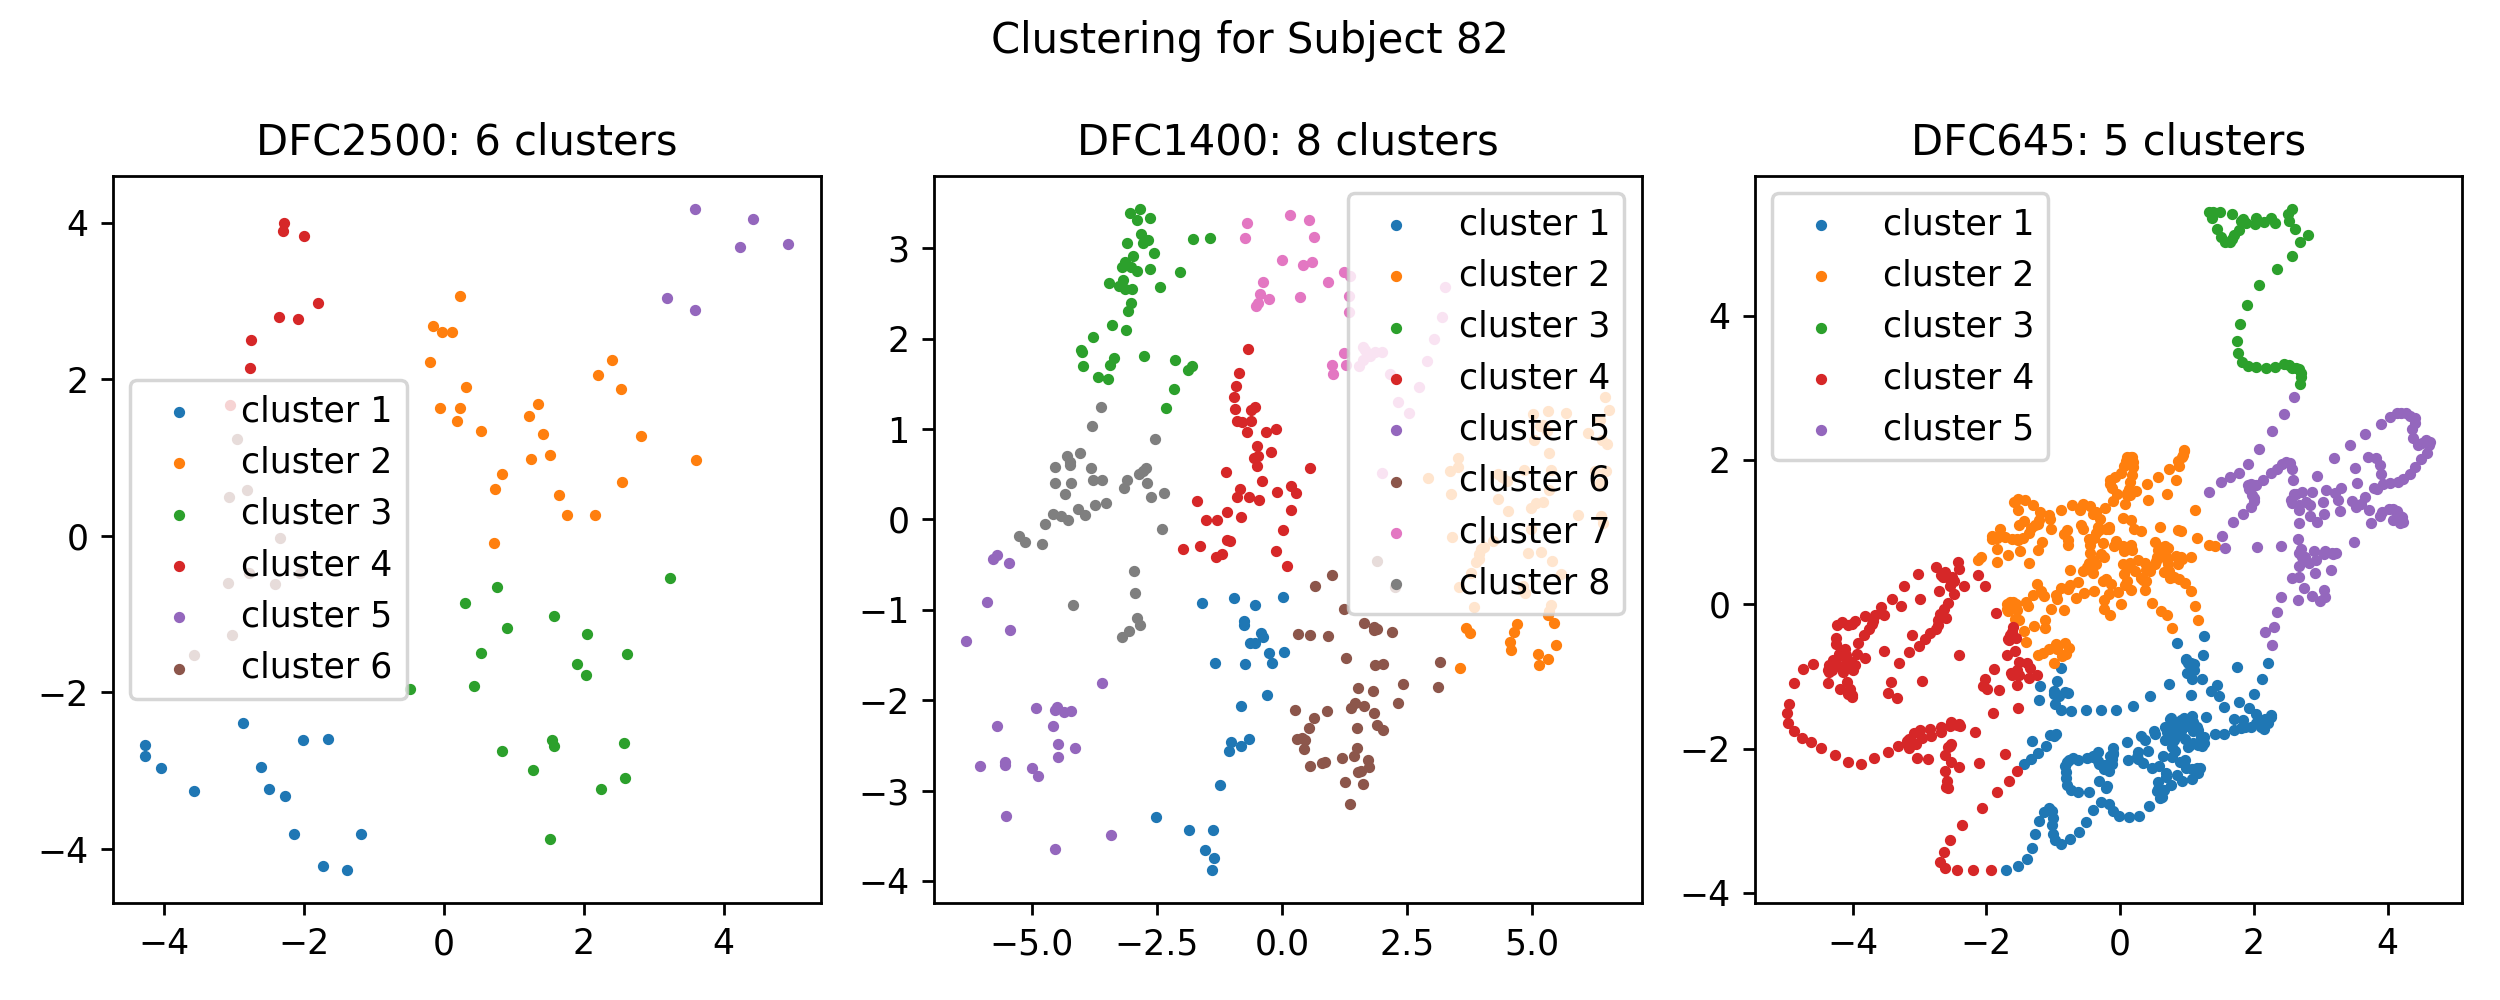 Clustering for Subject 82
DFC2500: 6 clusters
4
2
0
−2
−4
−4
−2
0
2
4
cluster 1
cluster 2
cluster 3
cluster 4
cluster 5
cluster 6
DFC1400: 8 clusters
3
2
1
0
−1
−2
−3
−4
−5.0
−2.5
0.0
2.5
5.0
cluster 1
cluster 2
cluster 3
cluster 4
cluster 5
cluster 6
cluster 7
cluster 8
DFC645: 5 clusters
4
2
0
−2
−4
−4
−2
0
2
4
cluster 1
cluster 2
cluster 3
cluster 4
cluster 5